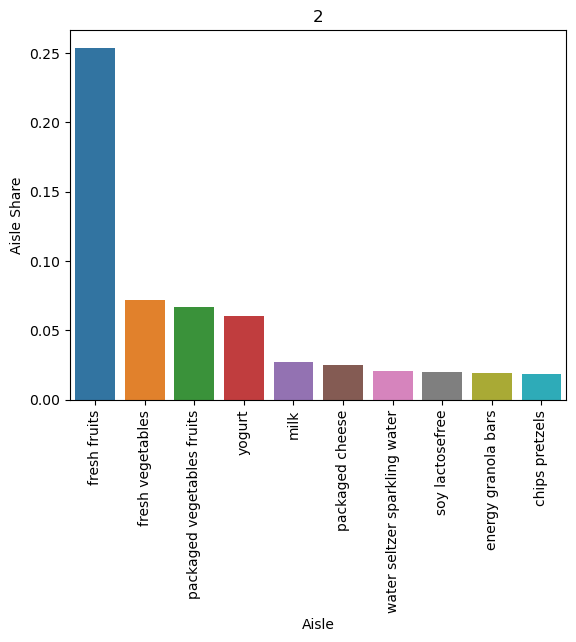 2
Aisle Share
0.25
0.20
0.15
0.10
0.05
0.00
fresh fruits
fresh vegetables
packaged vegetables fruits
yogurt
milk
packaged cheese
water seltzer sparkling water
soy lactosefree
energy granola bars
chips pretzels
Aisle